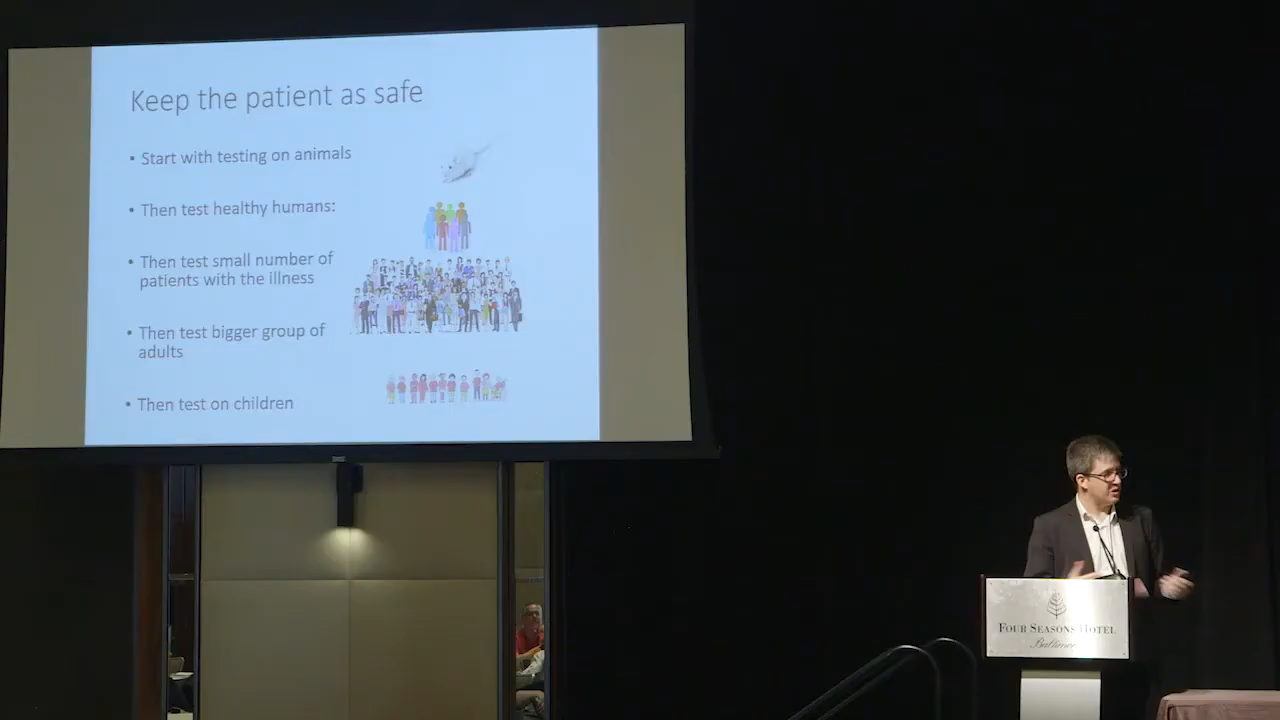 Keep the patient as safe
• Start with testing on animals
• Then test healthy humans:
• Then test small number of
patients with the illness
• Then test bigger group of
adults
• Then test on children
FOUR SEASONS HOTEL
Baltimore